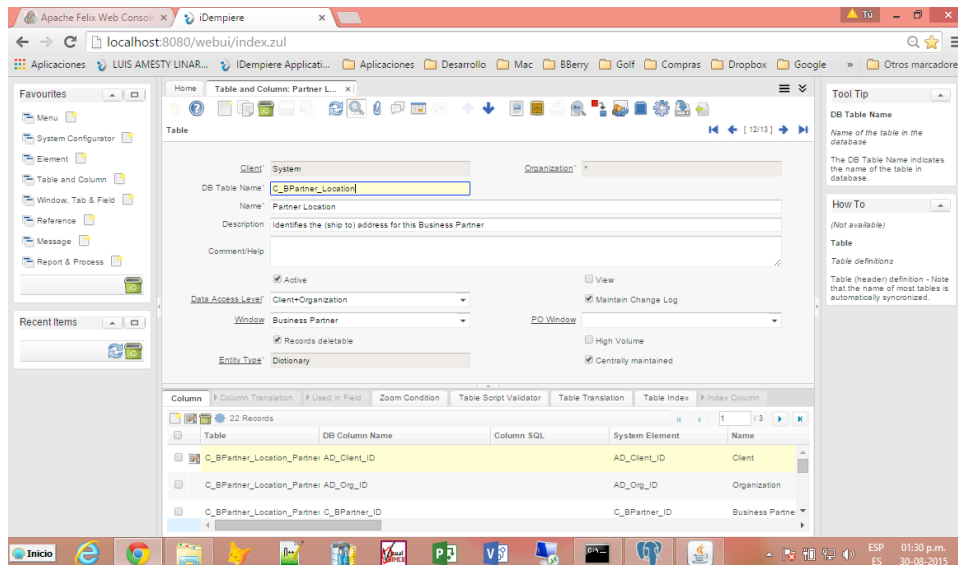 Apache Felix Web Consol
iDempiere
Tú
localhost:8080/webui/index.zul
Aplicaciones
LUIS AMESTY LINAR...
IDempiere Applicati...
Aplicaciones
Desarrollo
Mac
BBerry
Golf
Compras
Dropbox
Google
»
Otros marcadore
Favourites
Menu
System Configurator
Element
Table and Column
Window, Tab & Field
Reference
Message
Report & Process
Recent Items
Home
Table and Column: Partner L...
Table
[12/13]
Client* System
Organization* *
DB Table Name* C_BPartner_Location
Name* Partner Location
Description Identifies the (ship to) address for this Business Partner
Comment/Help
Active
View
Data Access Level* Client+Organization
Maintain Change Log
Window Business Partner
PO Window
Records deletable
High Volume
Entity Type* Dictionary
Centrally maintained
Column
Column Translation
Used in Field
Zoom Condition
Table Script Validator
Table Translation
Table Index
Index Column
22 Records
1 / 3
Table
DB Column Name
Column SQL
System Element
Name
C_BPartner_Location_Partner
AD_Client_ID
AD_Client_ID
Client
C_BPartner_Location_Partner
AD_Org_ID
AD_Org_ID
Organization
C_BPartner_Location_Partner
C_BPartner_ID
C_BPartner_ID
Business Partne
Tool Tip
DB Table Name
Name of the table in the
database
The DB Table Name indicates
the name of the table in
database.
How To
(Not available)
Table
Table definitions
Table (header) definition - Note
that the name of most tables is
automatically syncronized.
Inicio
ESP
ES
01:30 p.m.
30-08-2015